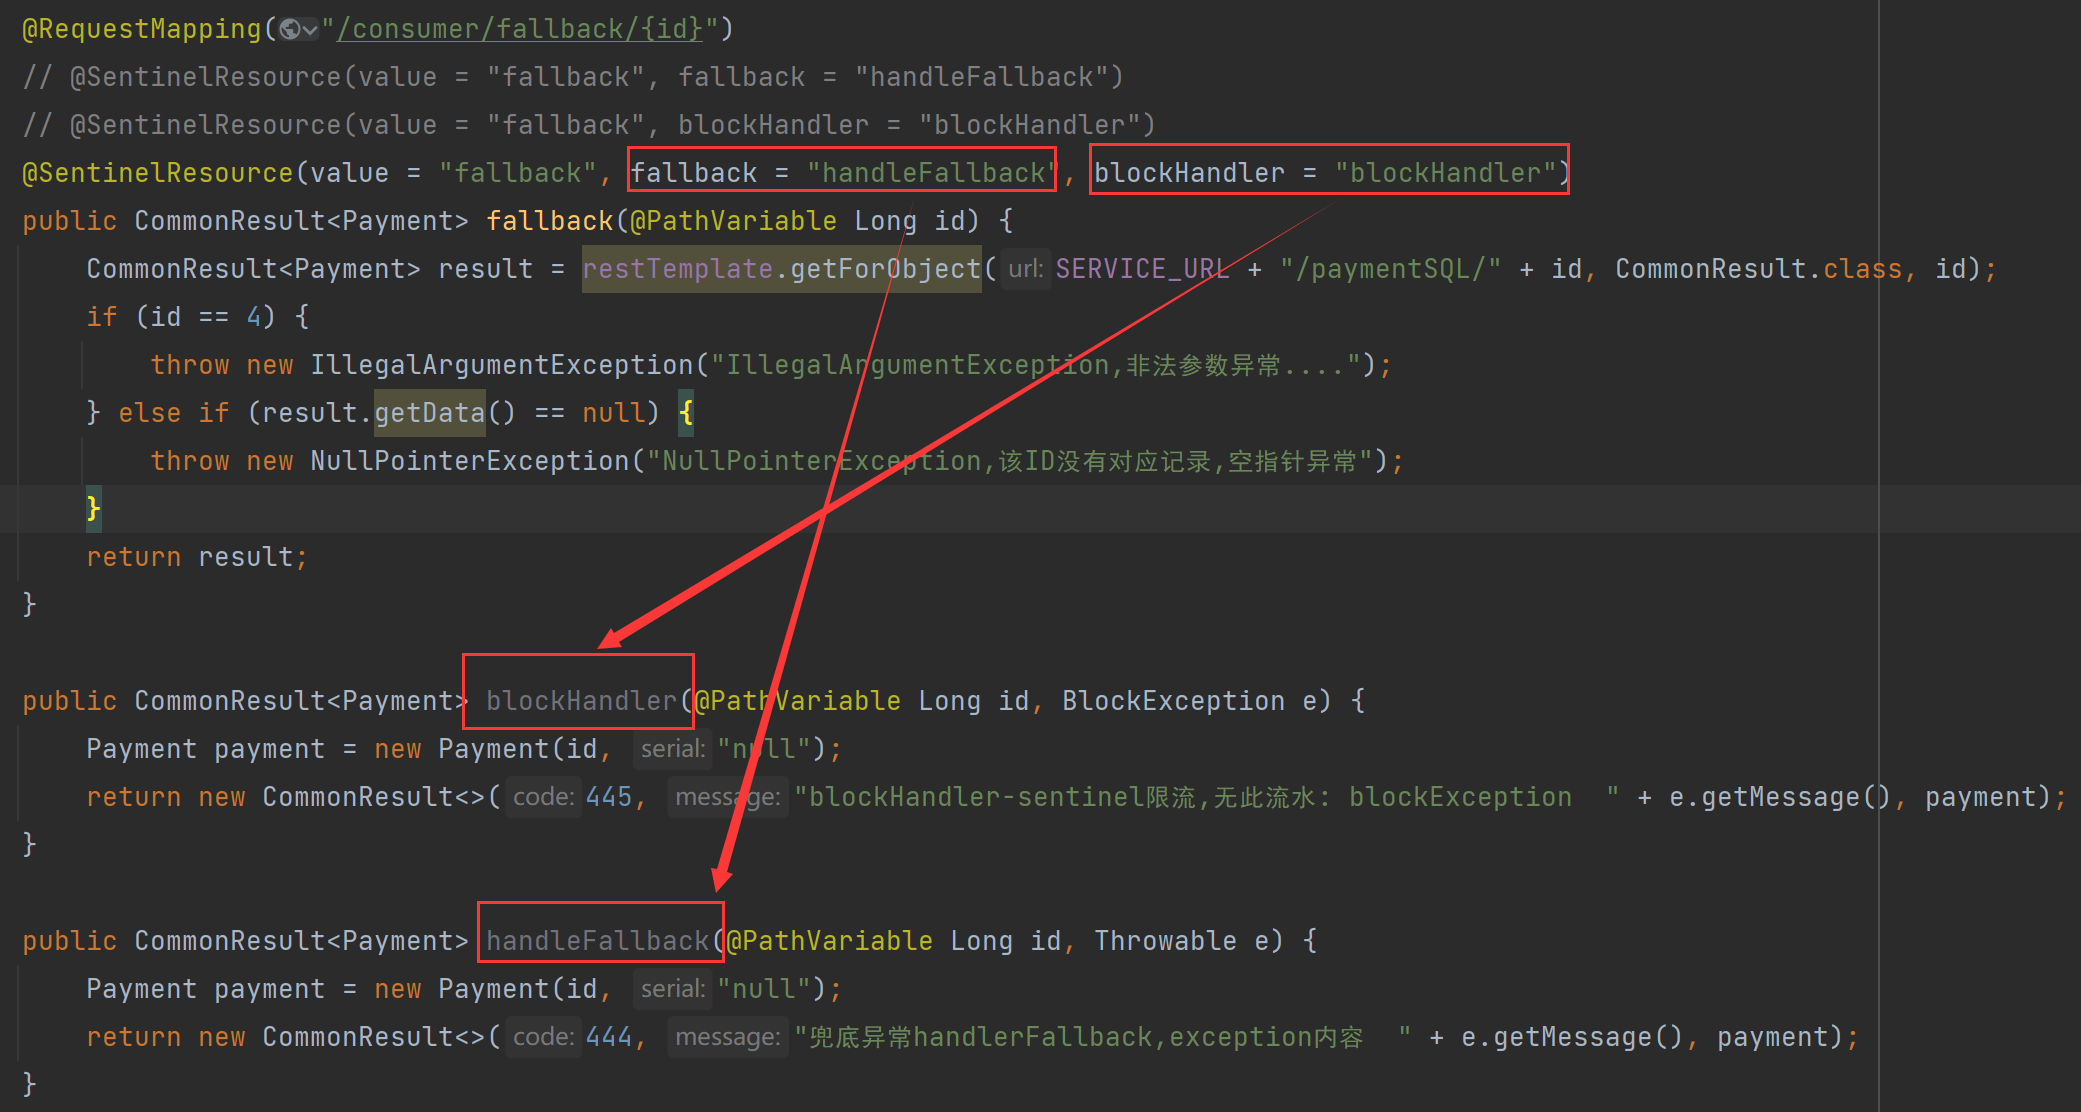 @RequestMapping("/consumer/fallback/{id}")
// @SentinelResource(value = "fallback", fallback = "handleFallback")
// @SentinelResource(value = "fallback", blockHandler = "blockHandler")
@SentinelResource(value = "fallback", fallback = "handleFallback", blockHandler = "blockHandler")
public CommonResult<Payment> fallback(@PathVariable Long id) {
CommonResult<Payment> result = restTemplate.getForObject( url: SERVICE_URL + "/paymentSQL/" + id, CommonResult.class, id);
if (id == 4) {
throw new IllegalArgumentException("IllegalArgumentException,非法参数异常....");
} else if (result.getData() == null) {
throw new NullPointerException("NullPointerException,该ID没有对应记录,空指针异常");
}
return result;
}
public CommonResult<Payment> blockHandler(@PathVariable Long id, BlockException e) {
Payment payment = new Payment(id, serial: "null");
return new CommonResult<>( code: 445, message: "blockHandler-sentinel限流,无此流水: blockException  " + e.getMessage(), payment);
}
public CommonResult<Payment> handleFallback(@PathVariable Long id, Throwable e) {
Payment payment = new Payment(id, serial: "null");
return new CommonResult<>( code: 444, message: "兜底异常handlerFallback,exception内容  " + e.getMessage(), payment);
}